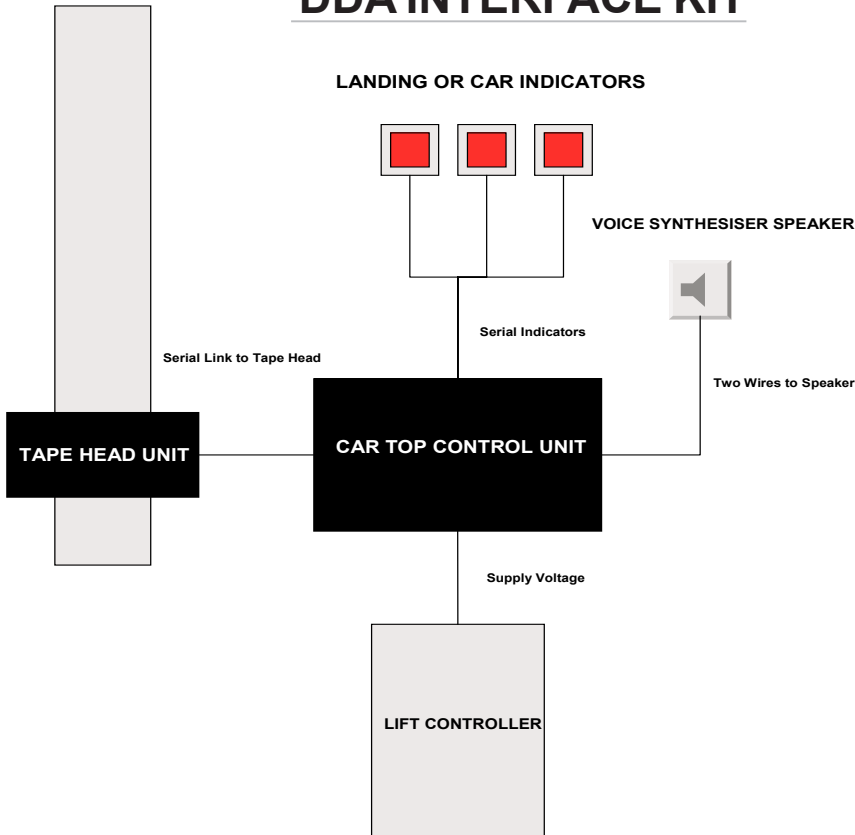 DDA INTERFACE KIT
LANDING OR CAR INDICATORS
VOICE SYNTHESISER SPEAKER
Serial Indicators
Serial Link to Tape Head
Two Wires to Speaker
TAPE HEAD UNIT
CAR TOP CONTROL UNIT
Supply Voltage
LIFT CONTROLLER